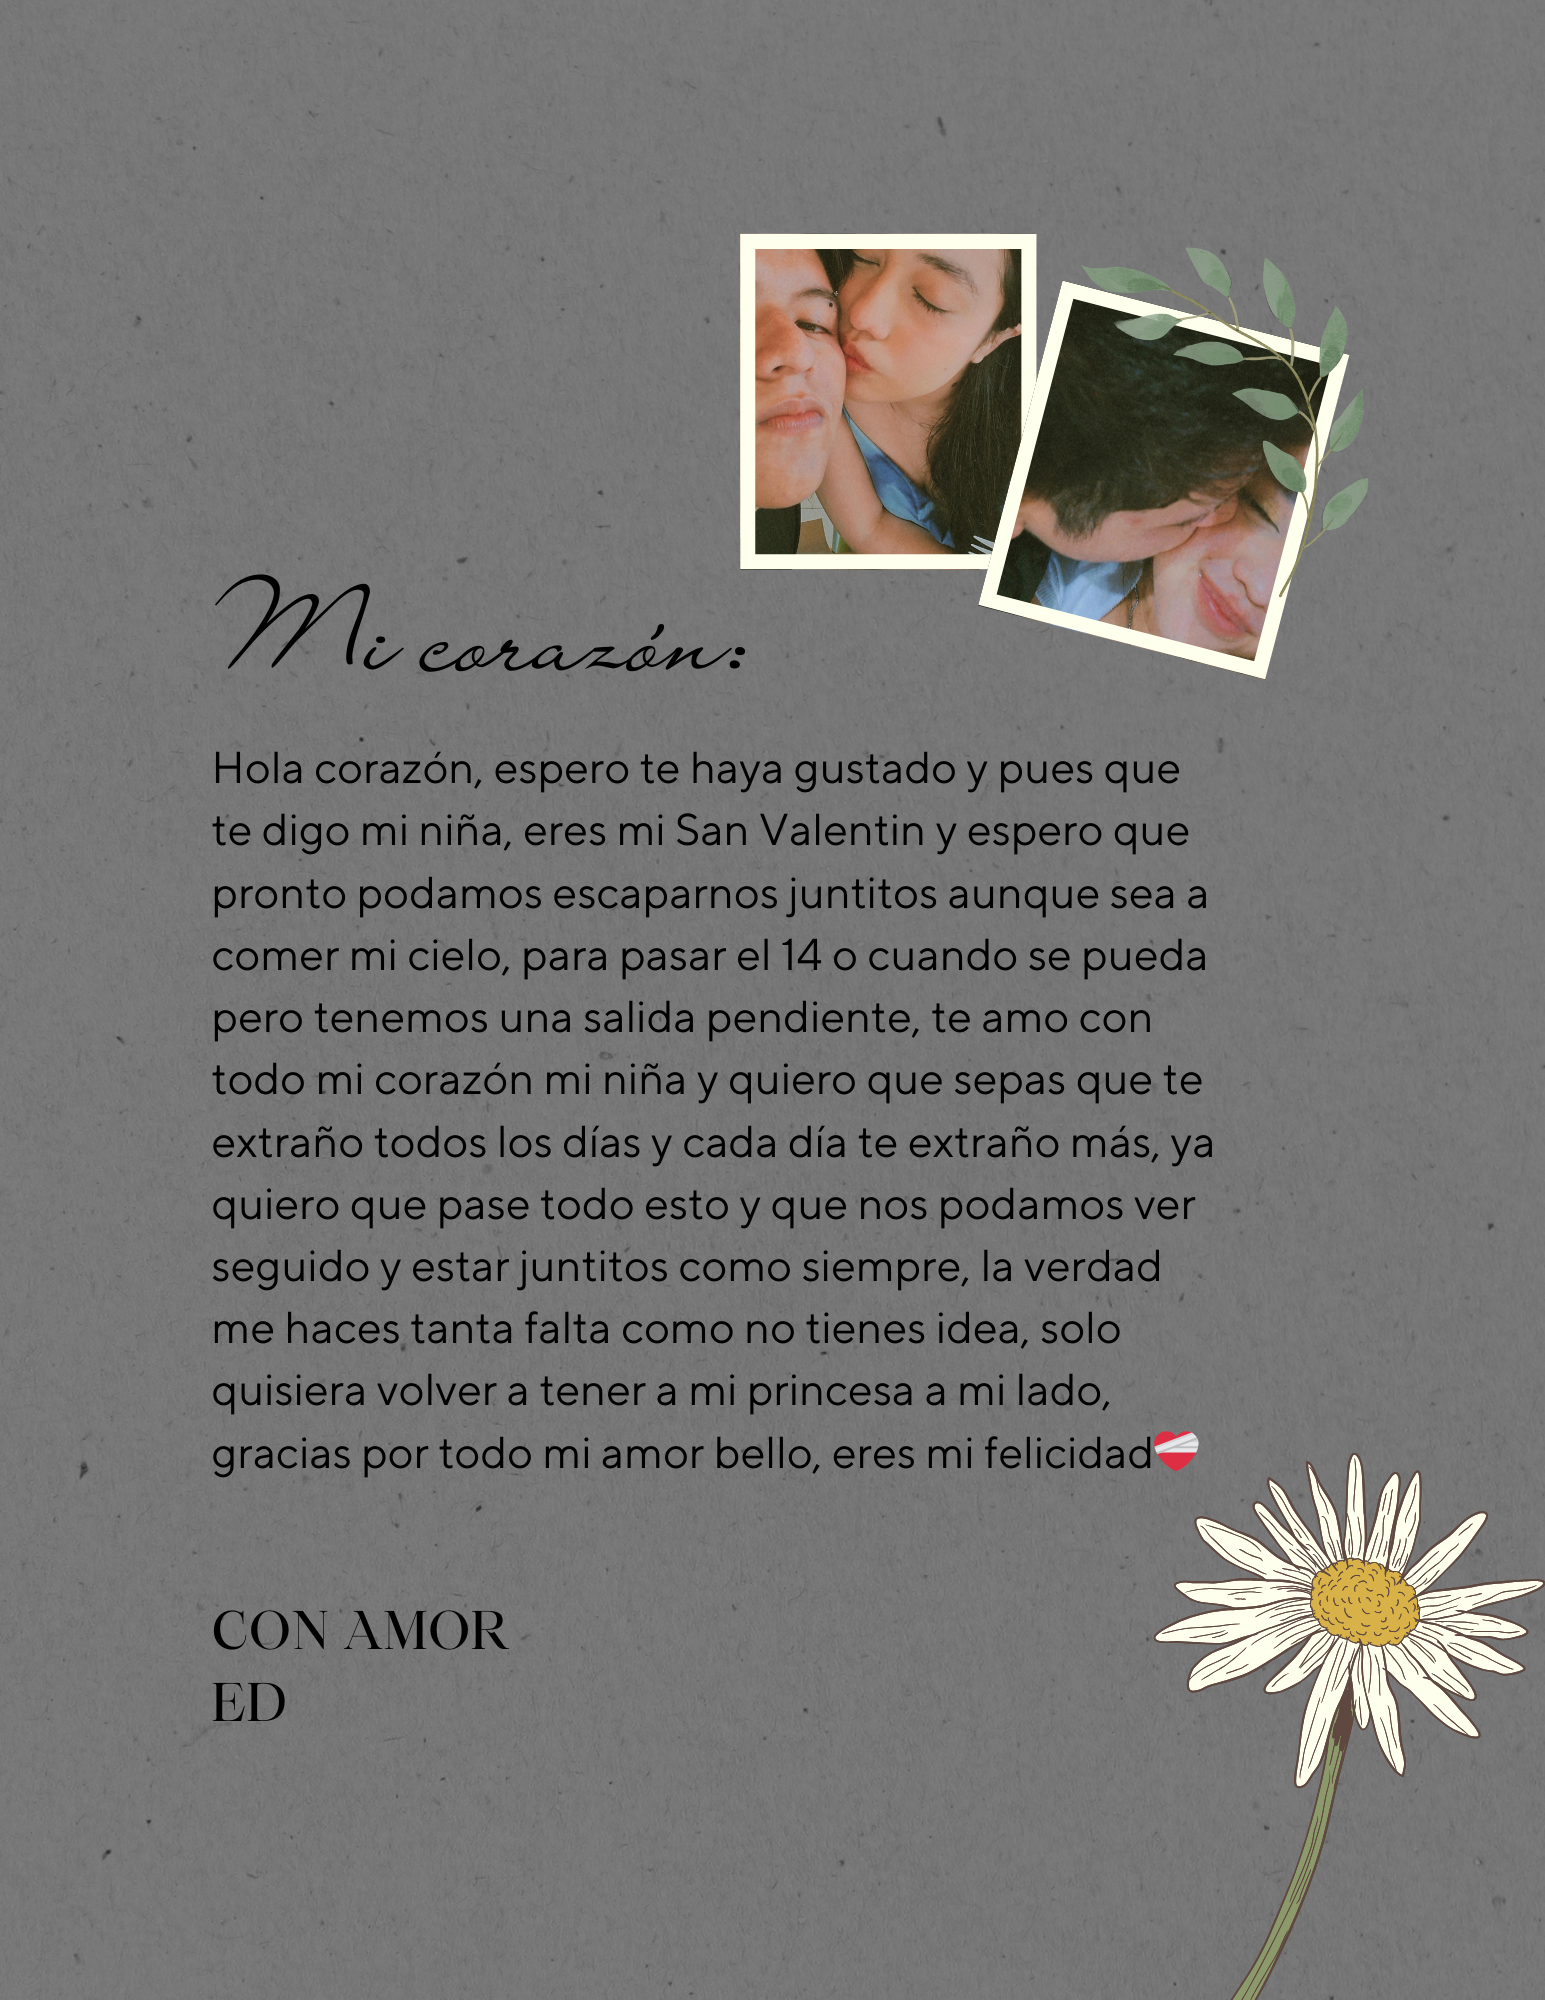 Mi corazón:
Hola corazón, espero te haya gustado y pues que
te digo mi niña, eres mi San Valentin y espero que
pronto podamos escaparnos juntitos aunque sea a
comer mi cielo, para pasar el 14 o cuando se pueda
pero tenemos una salida pendiente, te amo con
todo mi corazón mi niña y quiero que sepas que te
extraño todos los días y cada día te extraño más, ya
quiero que pase todo esto y que nos podamos ver
seguido y estar juntitos como siempre, la verdad
me haces tanta falta como no tienes idea, solo
quisiera volver a tener a mi princesa a mi lado,
gracias por todo mi amor bello, eres mi felicidad❤️‍🩹
CON AMOR
ED